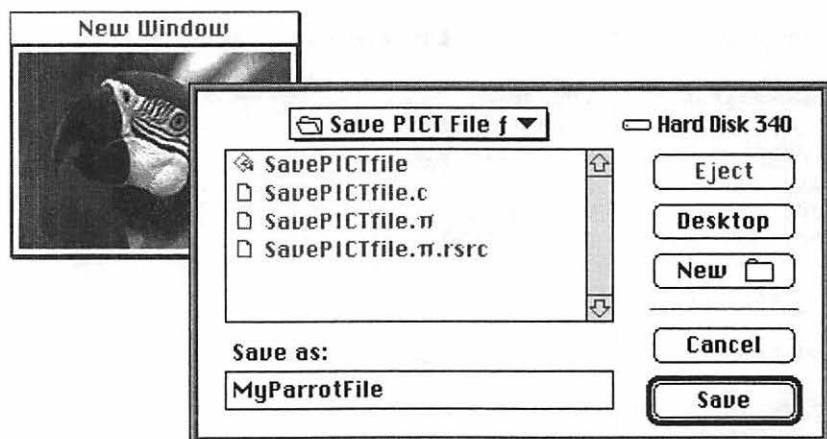 New Window
Save PICT File ƒ
Hard Disk 340
SavePICTfile
SavePICTfile.c
SavePICTfile.π
SavePICTfile.π.rsrc
Eject
Desktop
New
Save as:
MyParrotFile
Cancel
Save